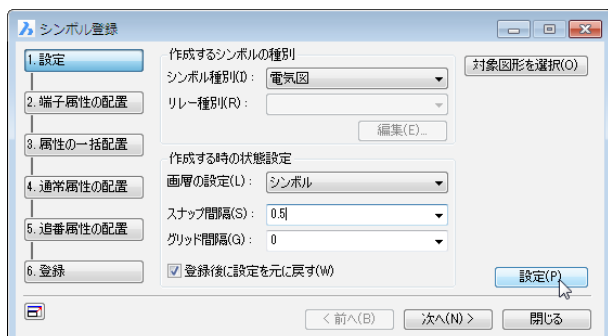 シンボル登録
1.設定
2.端子属性の配置
3.属性の一括配置
4.通常属性の配置
5.追番属性の配置
6.登録
作成するシンボルの種別
シンボル種別(I): 電気図
リレー種別(R):
編集(E)...
対象図形を選択(O)
作成する時の状態設定
画層の設定(L): シンボル
スナップ間隔(S): 0.5
グリッド間隔(G): 0
登録後に設定を元に戻す(W)
設定(P)
< 前へ(B) 次へ(N) > 閉じる